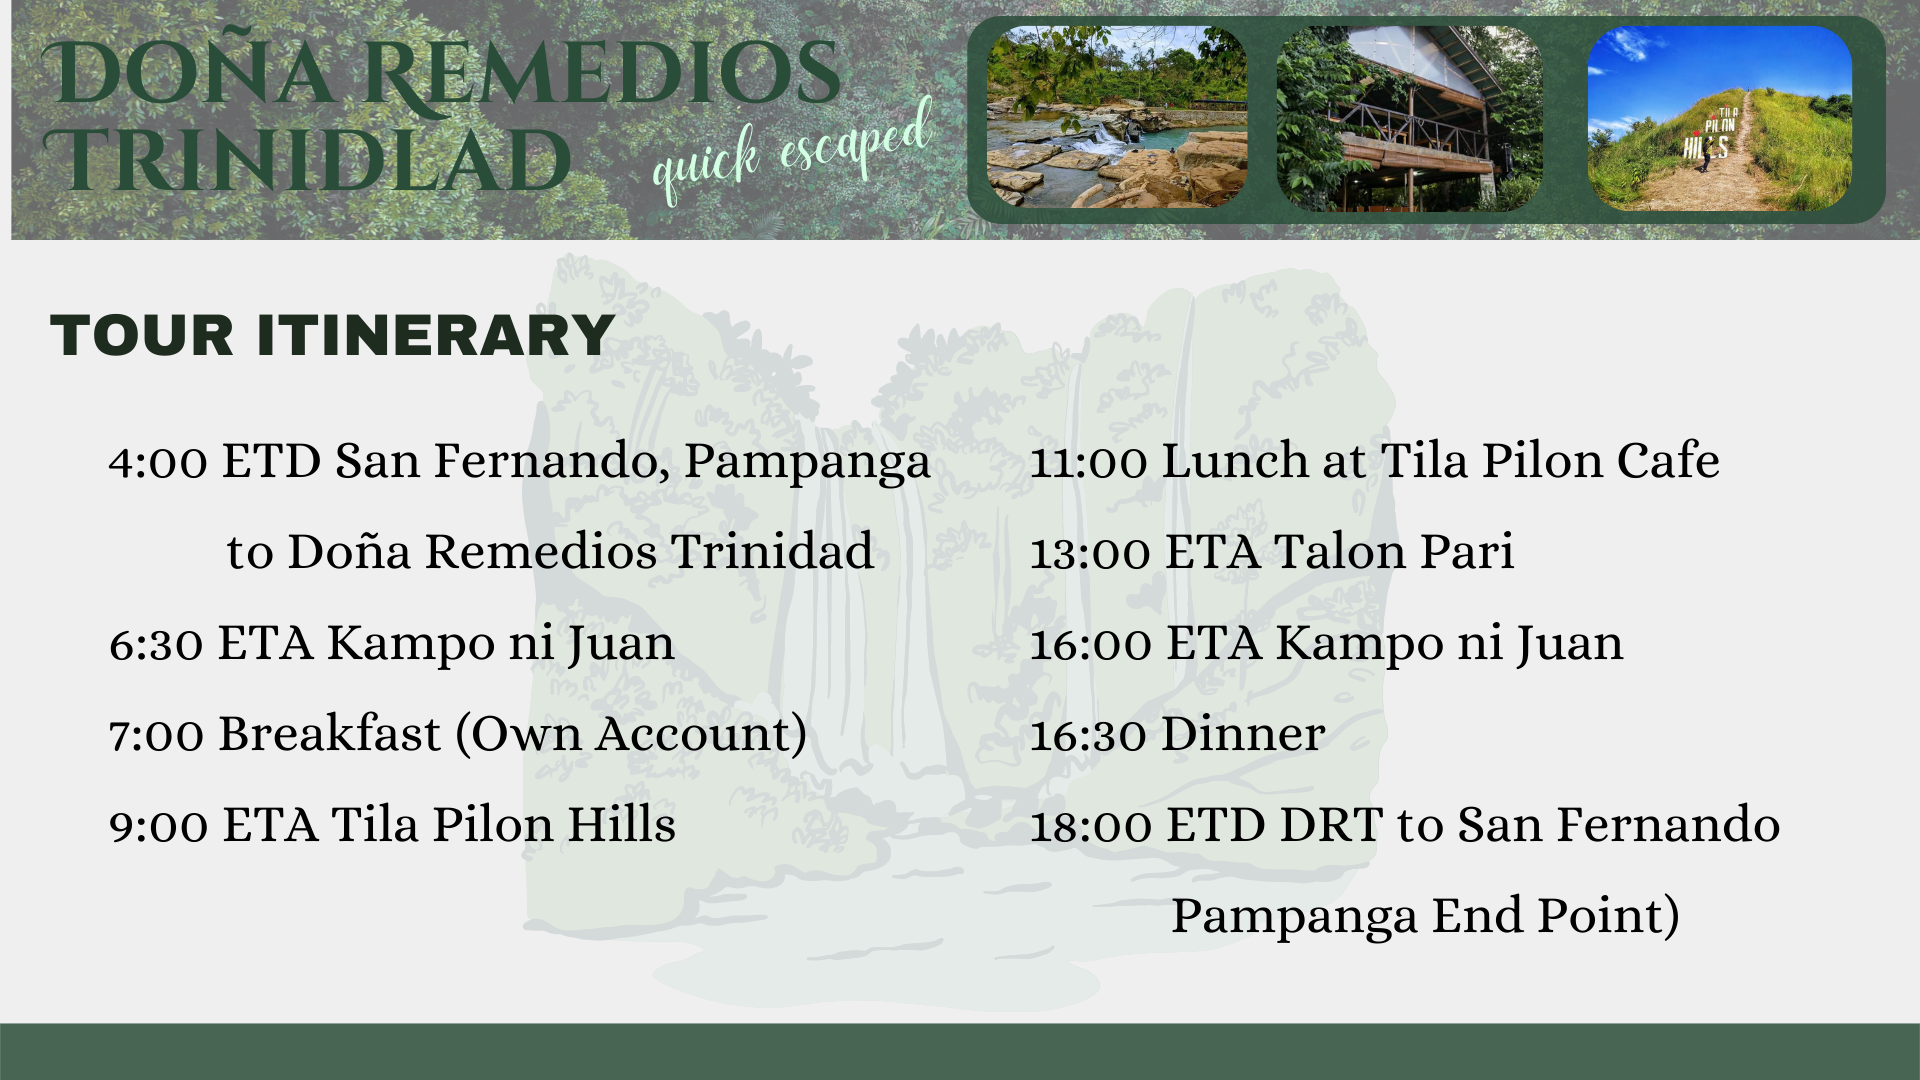 DOÑA REMEDIOS
TRINIDLAD
quick escaped
TILA
PILON
HILLS
TOUR ITINERARY
4:00 ETD San Fernando, Pampanga
to Doña Remedios Trinidad
6:30 ETA Kampo ni Juan
7:00 Breakfast (Own Account)
9:00 ETA Tila Pilon Hills
11:00 Lunch at Tila Pilon Cafe
13:00 ETA Talon Pari
16:00 ETA Kampo ni Juan
16:30 Dinner
18:00 ETD DRT to San Fernando
Pampanga End Point)